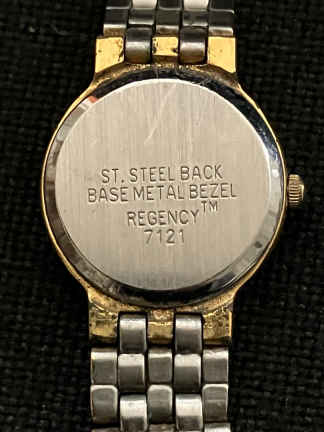 ST. STEEL BACK
BASE METAL BEZEL
REGENCY™
7121